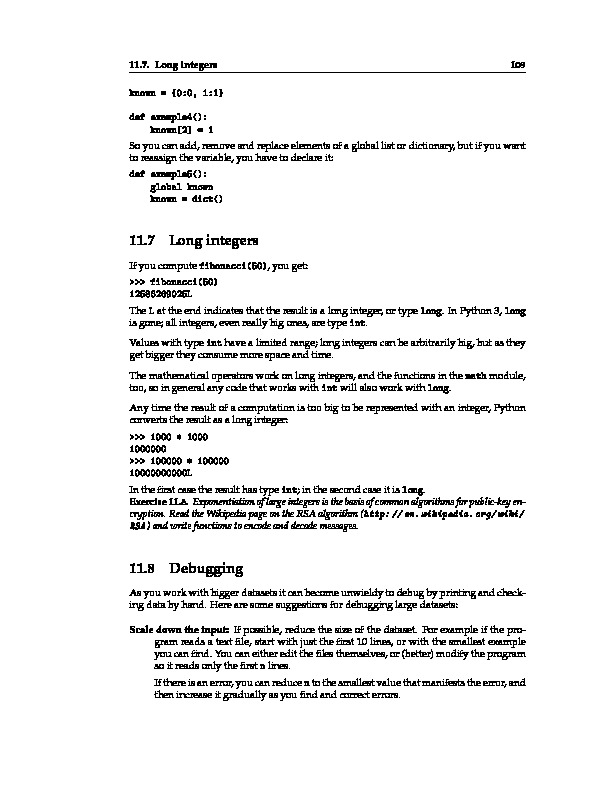 11.7. Long integers 109
known = {0:0, 1:1}
def example4():
known[2] = 1
So you can add, remove and replace elements of a global list or dictionary, but if you want
to reassign the variable, you have to declare it:
def example5():
global known
known = dict()
11.7 Long integers
If you compute fibonacci(50), you get:
>>> fibonacci(50)
12586269025L
The L at the end indicates that the result is a long integer, or type long. In Python 3, long
is gone; all integers, even really big ones, are type int.
Values with type int have a limited range; long integers can be arbitrarily big, but as they
get bigger they consume more space and time.
The mathematical operators work on long integers, and the functions in the math module,
too, so in general any code that works with int will also work with long.
Any time the result of a computation is too big to be represented with an integer, Python
converts the result as a long integer:
>>> 1000 * 1000
1000000
>>> 100000 * 100000
10000000000L
In the first case the result has type int; in the second case it is long.
Exercise 11.8. Exponentiation of large integers is the basis of common algorithms for public-key en-
cryption. Read the Wikipedia page on the RSA algorithm (http://en.wikipedia.org/wiki/
RSA) and write functions to encode and decode messages.
11.8 Debugging
As you work with bigger datasets it can become unwieldy to debug by printing and check-
ing data by hand. Here are some suggestions for debugging large datasets:
Scale down the input: If possible, reduce the size of the dataset. For example if the pro-
gram reads a text file, start with just the first 10 lines, or with the smallest example
you can find. You can either edit the files themselves, or (better) modify the program
so it reads only the first n lines.
If there is an error, you can reduce n to the smallest value that manifests the error, and
then increase it gradually as you find and correct errors.